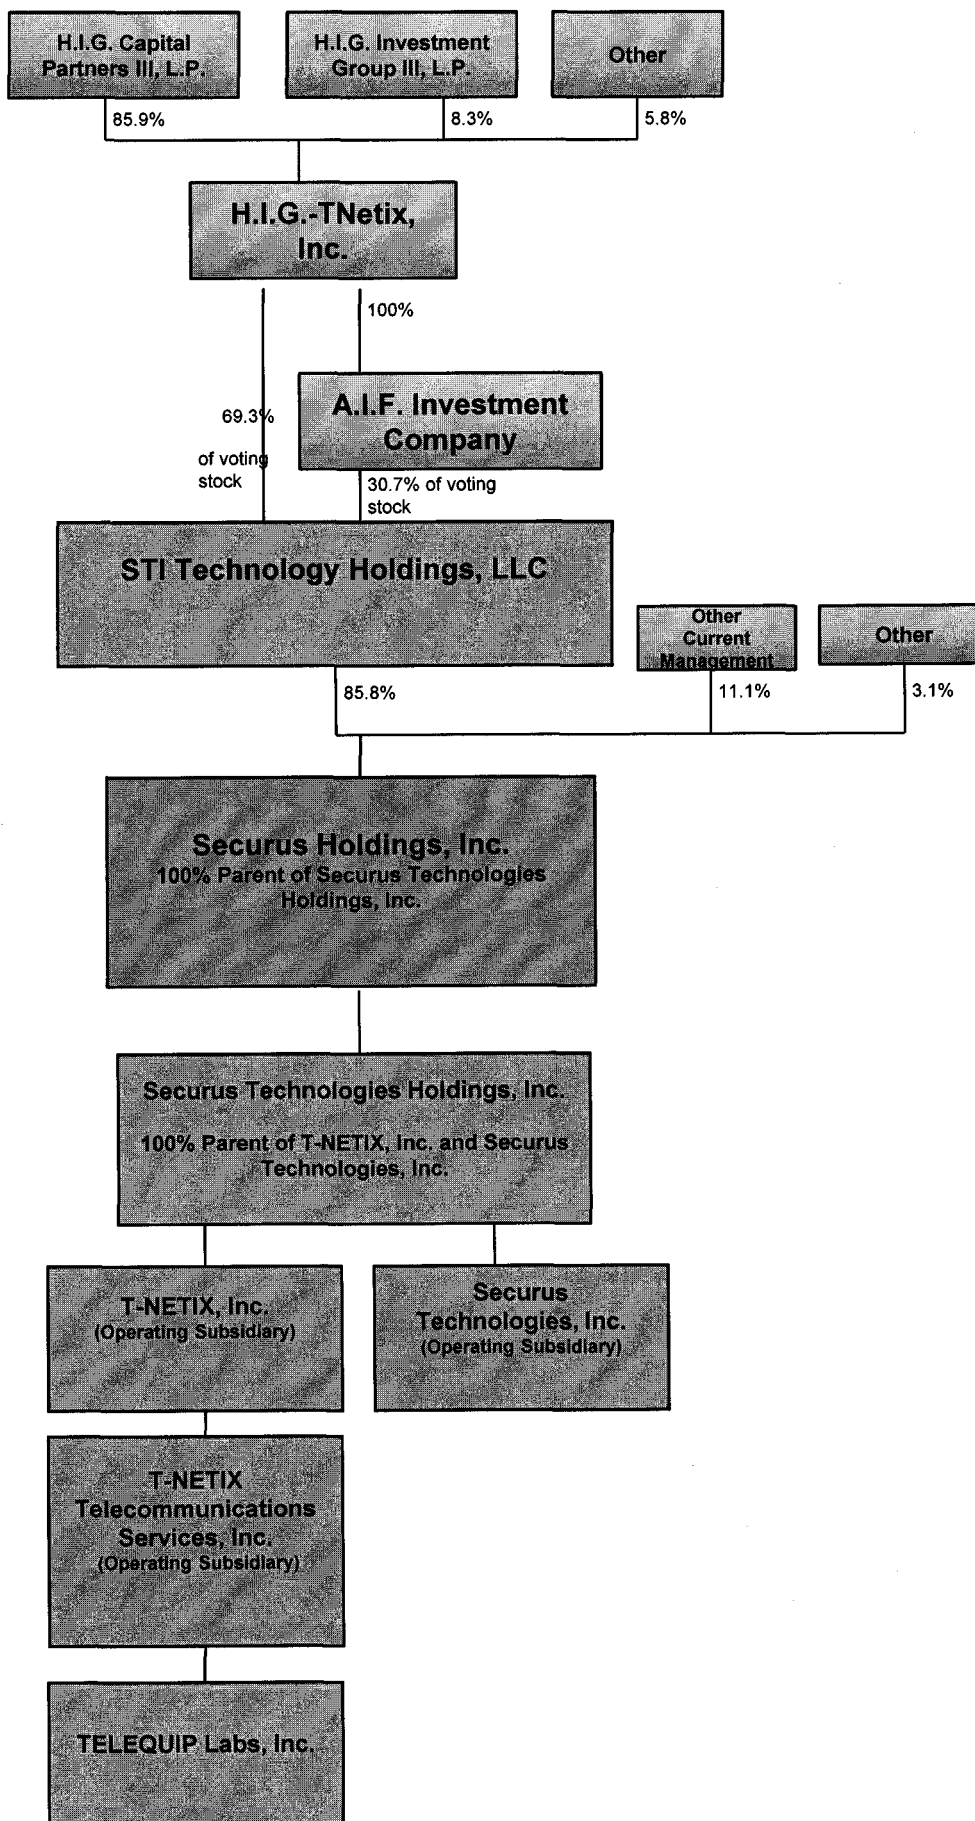 H.I.G. Capital
Partners III, L.P.
H.I.G. Investment
Group III, L.P.
Other
85.9%
8.3%
5.8%
H.I.G.-TNetix,
Inc.
100%
A.I.F. Investment
Company
69.3%
of voting
stock
30.7% of voting
stock
STI Technology Holdings, LLC
Other
Current
Management
Other
85.8%
11.1%
3.1%
Securus Holdings, Inc.
100% Parent of Securus Technologies
Holdings, Inc.
Securus Technologies Holdings, Inc.
100% Parent of T-NETIX, Inc. and Securus
Technologies, Inc.
T-NETIX, Inc.
(Operating Subsidiary)
Securus
Technologies, Inc.
(Operating Subsidiary)
T-NETIX
Telecommunications
Services, Inc.
(Operating Subsidiary)
TELEQUIP Labs, Inc.